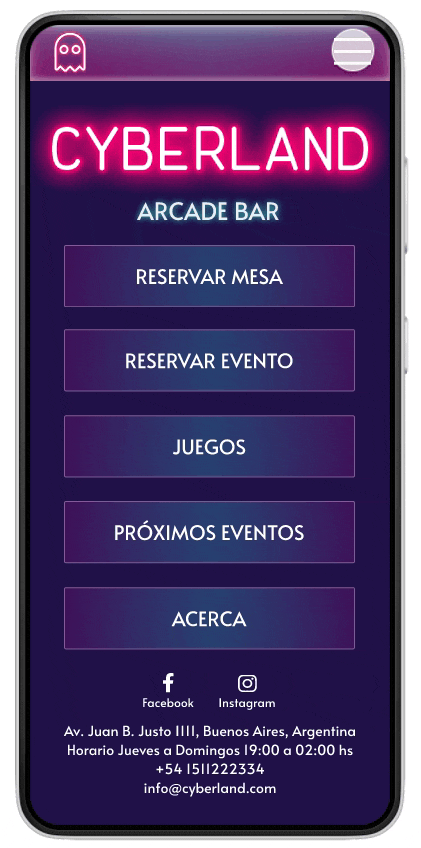 CYBERLAND
ARCADE BAR
RESERVAR MESA
RESERVAR EVENTO
JUEGOS
PRÓXIMOS EVENTOS
ACERCA
Facebook Instagram
Av. Juan B. Justo 1111, Buenos Aires, Argentina
Horario Jueves a Domingos 19:00 a 02:00 hs
+54 1511222334
info@cyberland.com